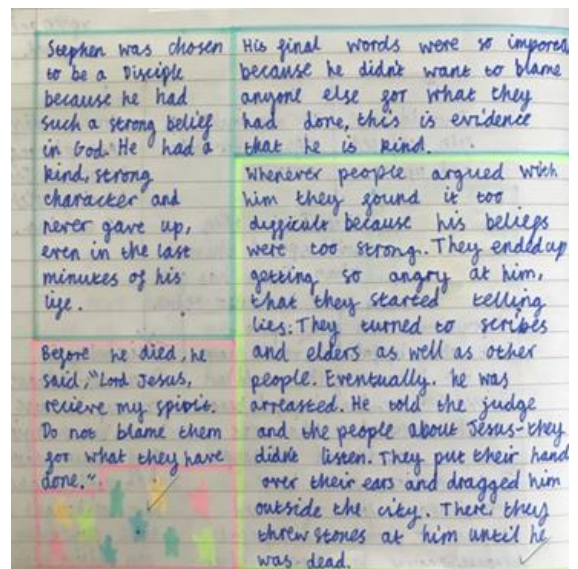 Stephen was chosen
to be a Disciple
because he had
such a strong belief
in God. He had a
kind, strong
character and
never gave up,
even in the last
minutes of his
life.
Before he died, he
said, "Lord Jesus,
recieve my spirit.
Do not blame them
for what they have
done.".
His final words were so
because he didn't want to blame
anyone else for what they
had done, this is evidence
that he is kind.
Whenever people argued with
him they found it too
difficult because his beliefs
were too strong. They ended up
getting so angry at him,
that they started telling
lies. They turned to scribes
and elders as well as other
people. Eventually. he was
arreasted. He told the judge
and the people about Jesus-they
didn't listen. They put their hand
over their ears and dragged him
outside the city. There, they
threw stones at him until he
was dead.